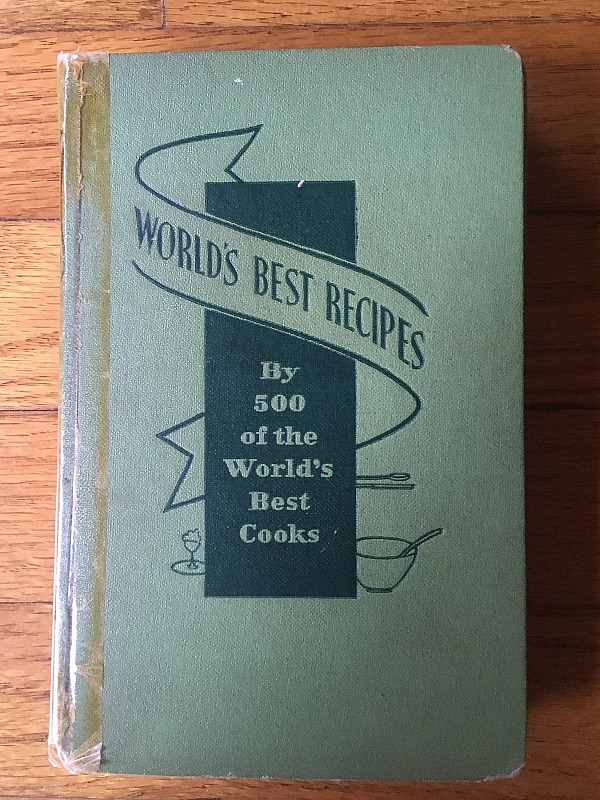 WORLD'S BEST RECIPES
By
500
of the
World's
Best
Cooks